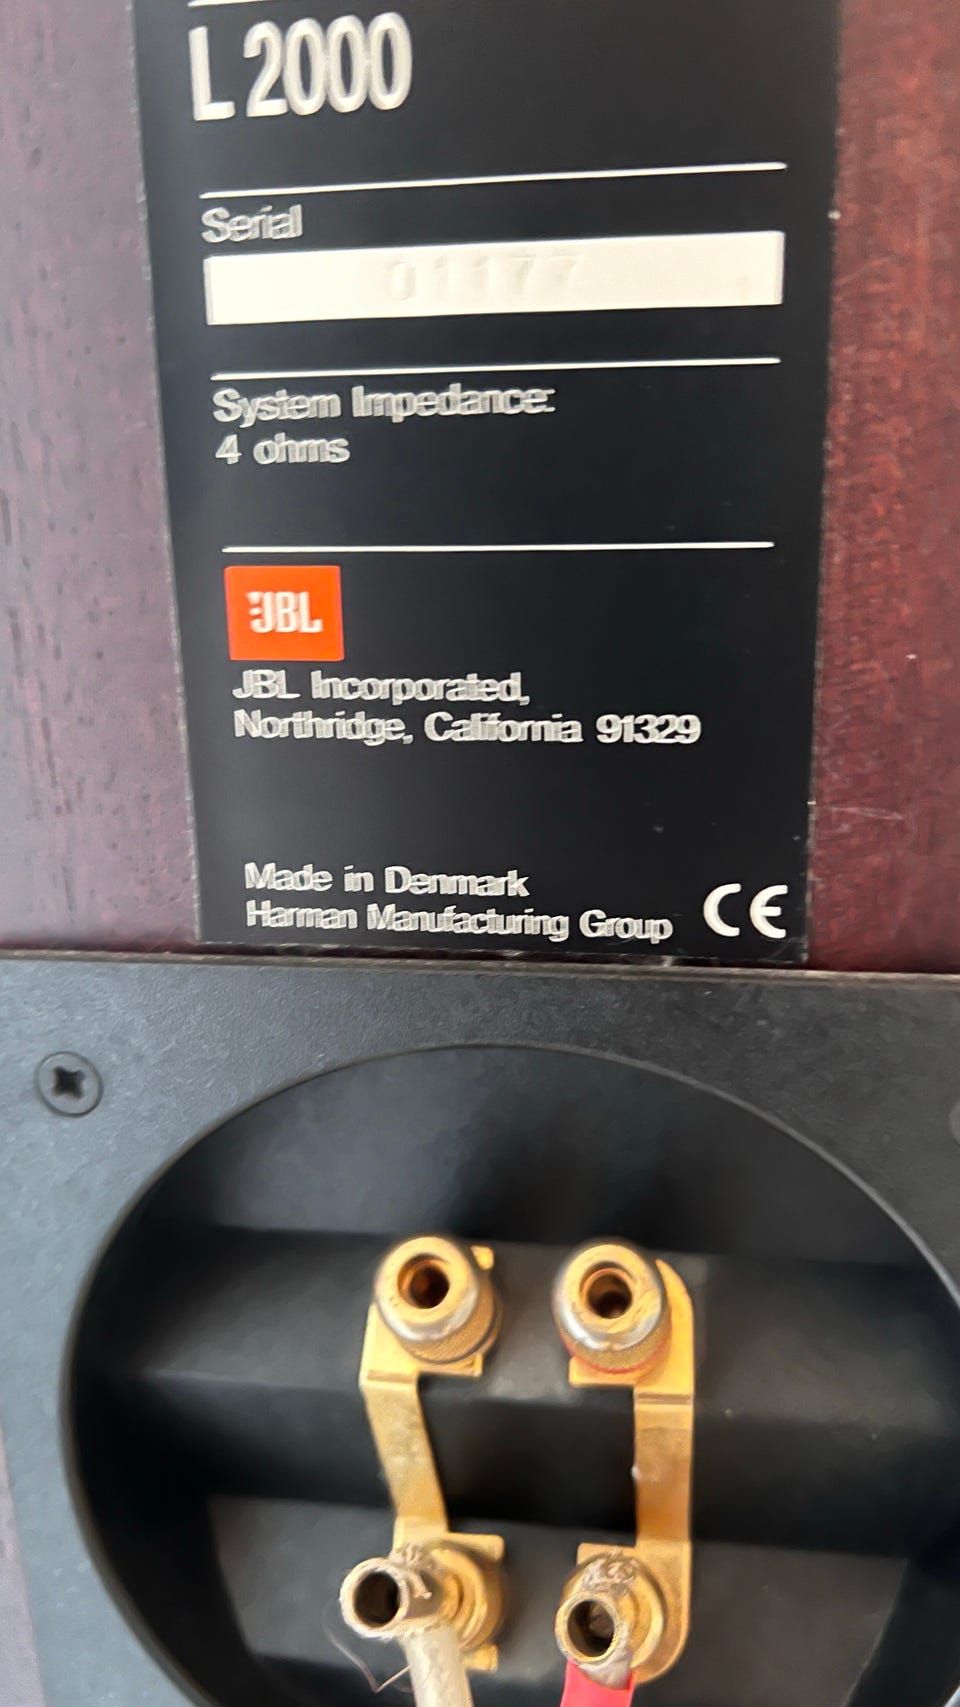 L2000
Serial
01177
System Impedance:
4 ohms
JBL
JBL Incorporated,
Northridge, California 91329
Made in Denmark
Harman Manufacturing Group
CE